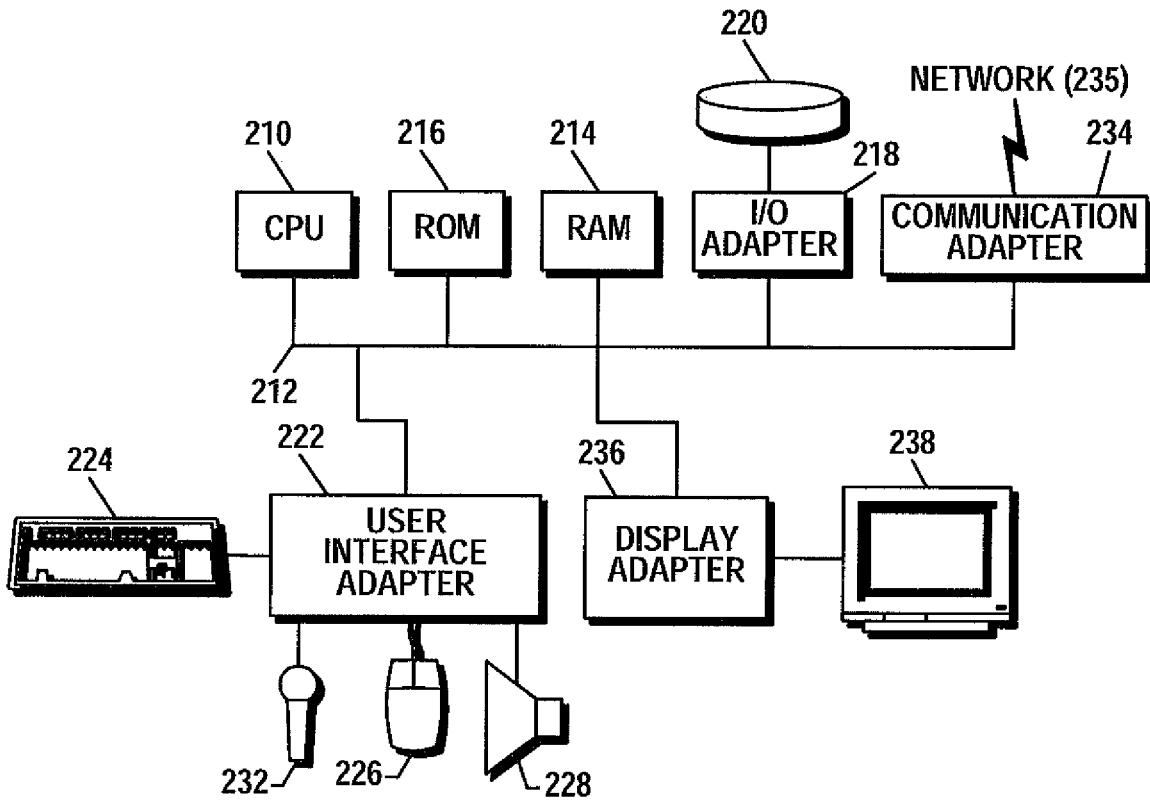 220
NETWORK (235)
210
216
214
218
234
CPU
ROM
RAM
I/O
ADAPTER
COMMUNICATION
ADAPTER
212
222
224
236
238
USER
INTERFACE
ADAPTER
DISPLAY
ADAPTER
232
226
228